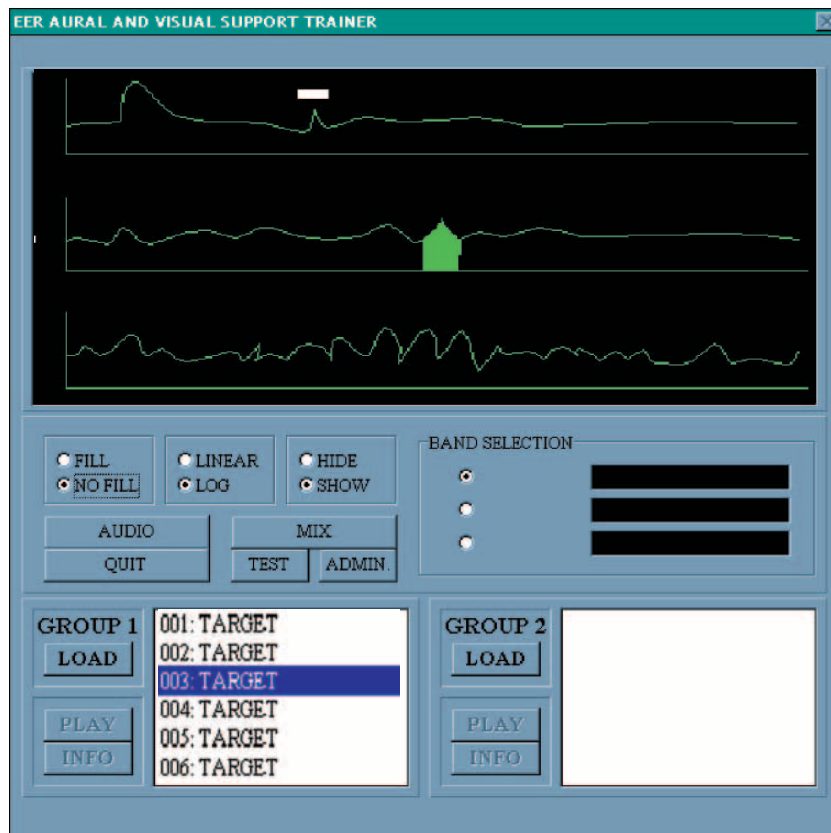 EER AURAL AND VISUAL SUPPORT TRAINER
FILL
NO FILL
LINEAR
LOG
HIDE
SHOW
BAND SELECTION
AUDIO
MIX
QUIT
TEST
ADMIN.
GROUP 1
LOAD
PLAY
INFO
001: TARGET
002: TARGET
003: TARGET
004: TARGET
005: TARGET
006: TARGET
GROUP 2
LOAD
PLAY
INFO